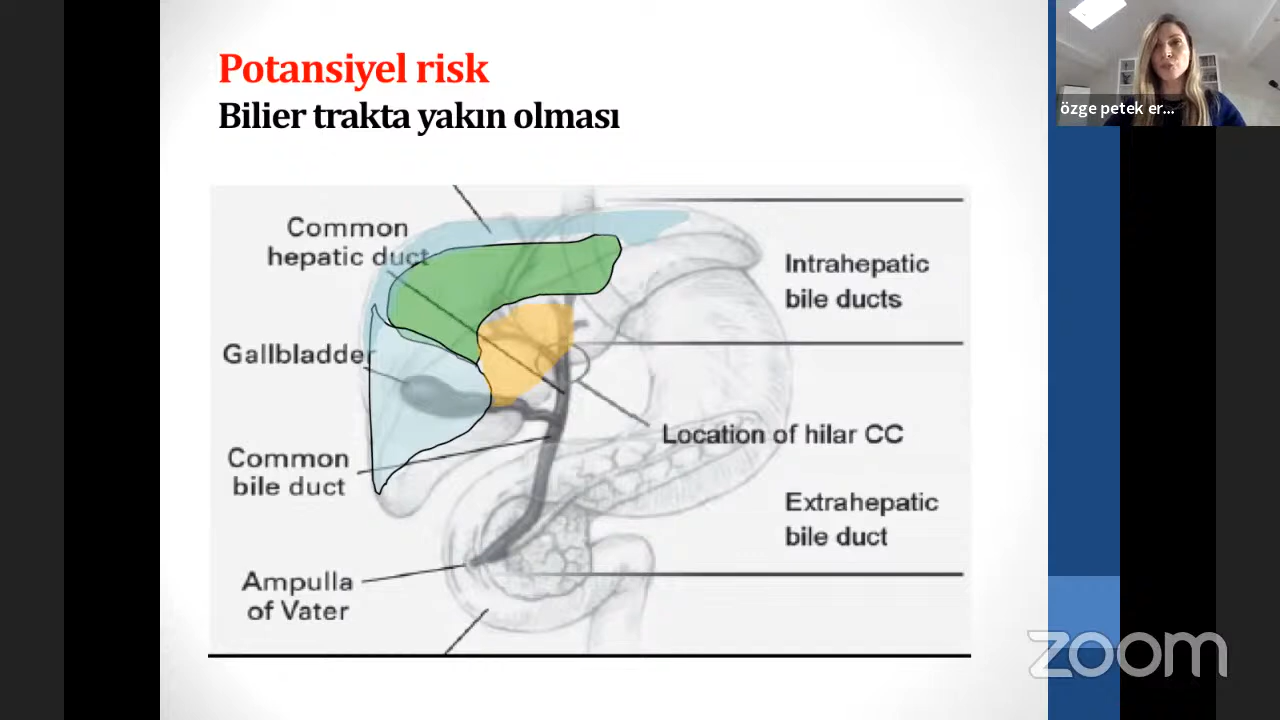 Potansiyel risk
Bilier trakta yakın olması
özge petek er...
Common
hepatic duct
Gallbladder
Common
bile duct
Ampulla
of Vater
Intrahepatic
bile ducts
Location of hilar CC
Extrahepatic
bile duct
zoom